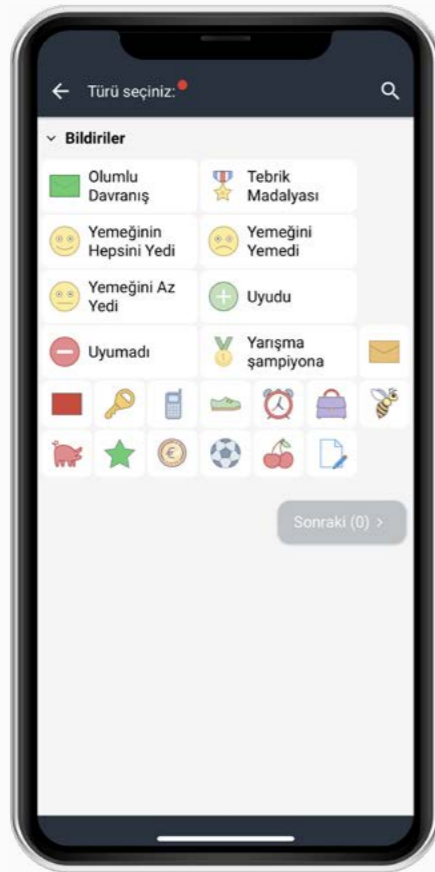 Türü seçiniz:
Bildiriler
Olumlu
Davranış
Tebrik
Madalyası
Yemeğinin
Hepsini Yedi
Yemeğini
Yemedi
Yemeğini Az
Yedi
Uyudu
Uyumadı
Yarışma
şampiyona
Sonraki (0) >